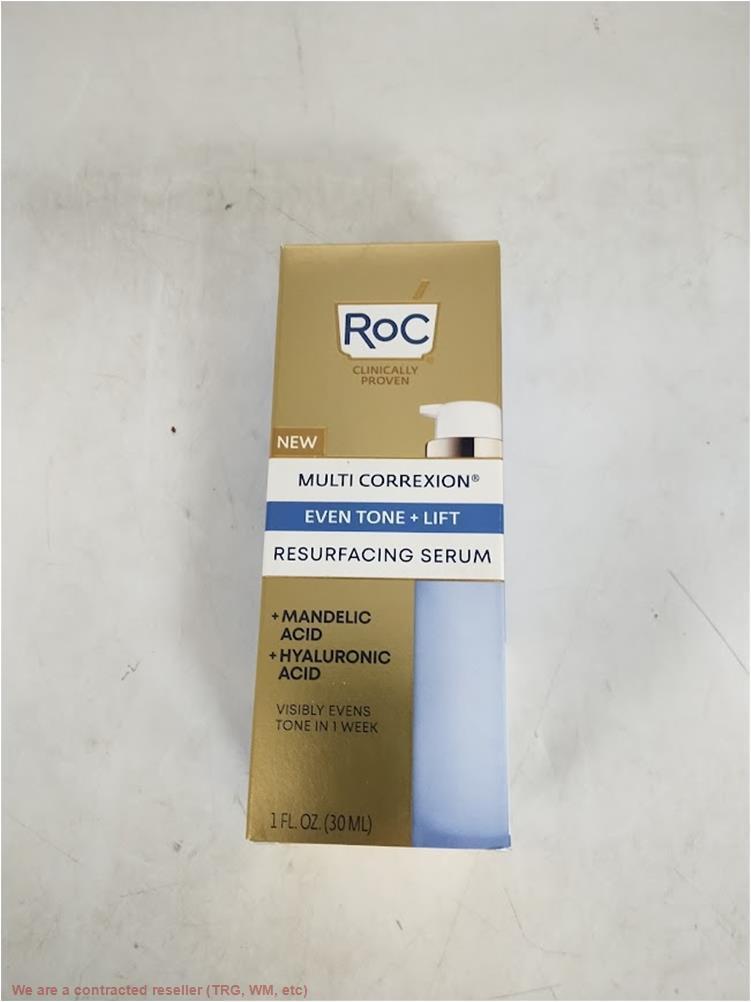 RoC
CLINICALLY
PROVEN
NEW
MULTI CORREXION®
EVEN TONE + LIFT
RESURFACING SERUM
+ MANDELIC
ACID
+ HYALURONIC
ACID
VISIBLY EVENS
TONE IN 1 WEEK
1 FL. OZ. (30 ML)
We are a contracted reseller (TRG, WM, etc)